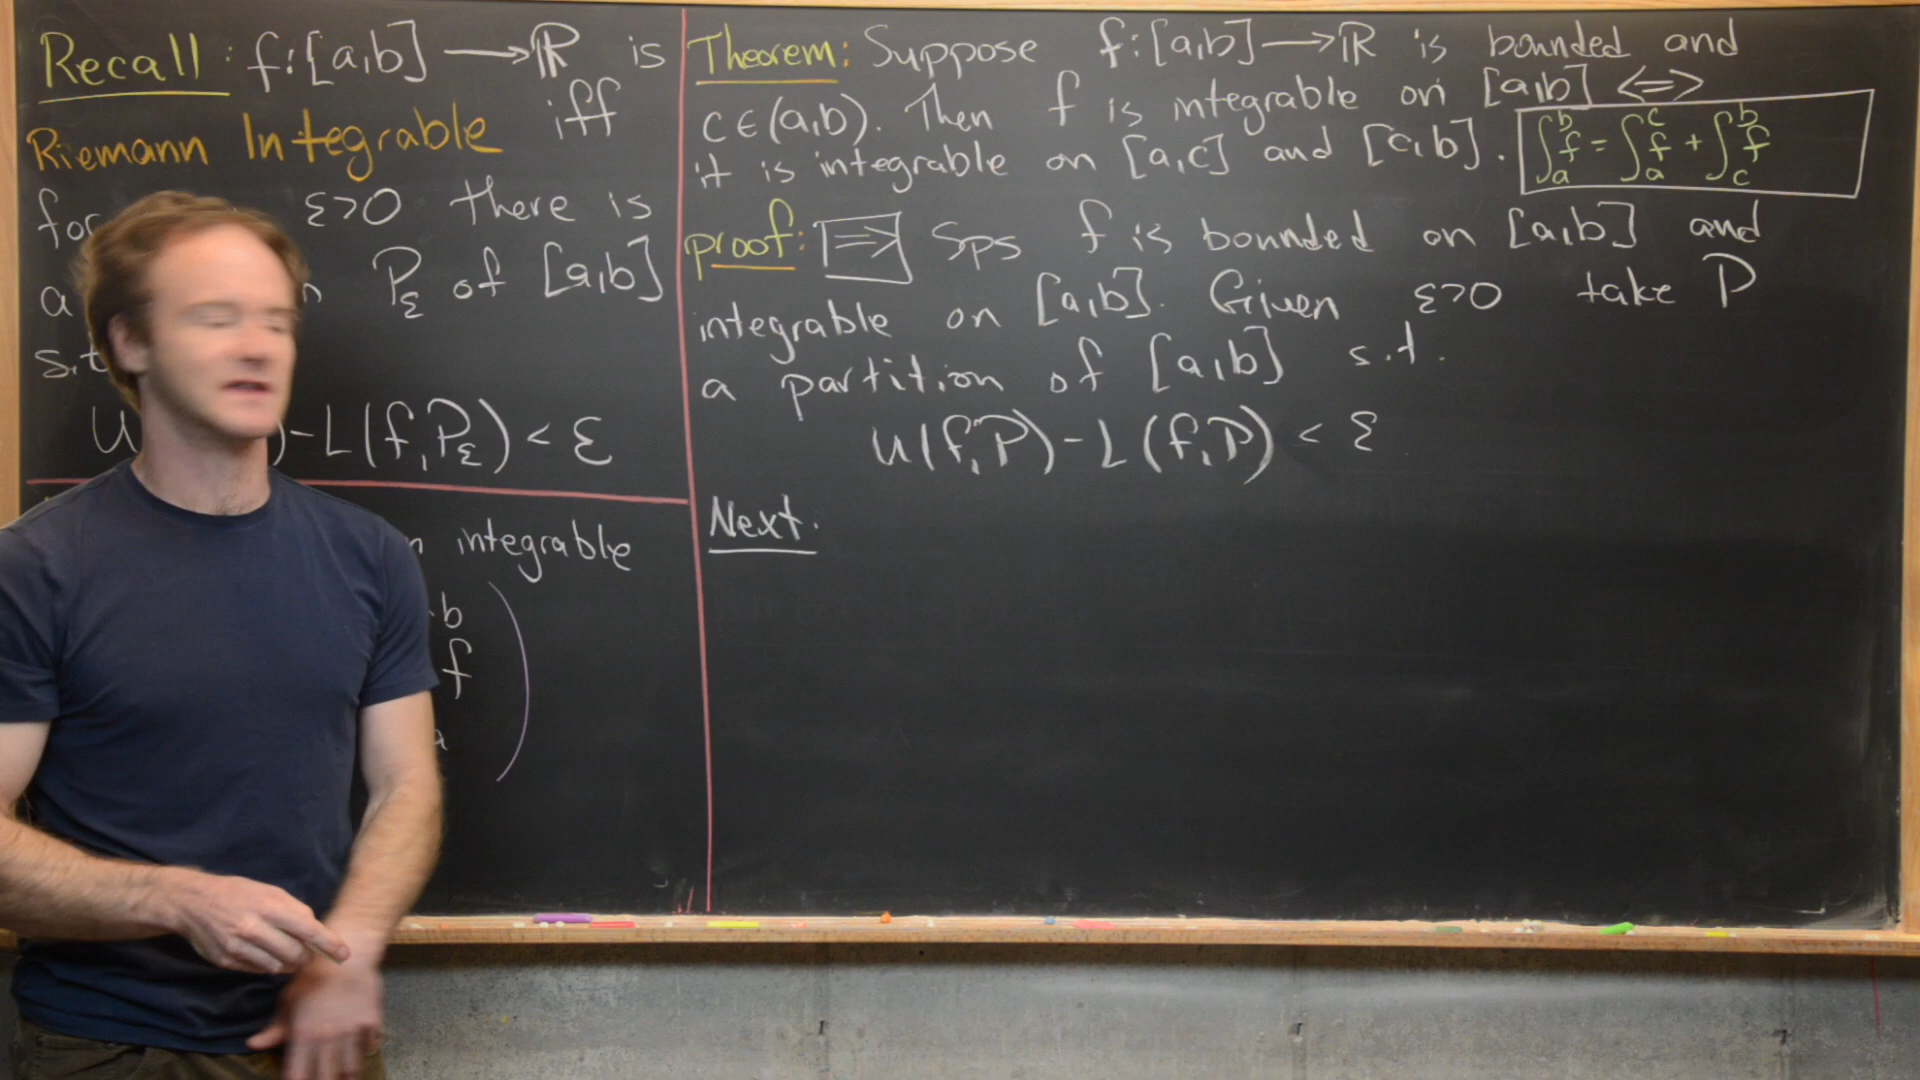 Recall: f:[a,b] → ℝ is
Riemann Integrable iff
for ε>0 there is
a P_ε of [a,b]
s.t
U ) - L(f,P_ε) < ε
integrable
b
f
a
Theorem: Suppose f:[a,b] → ℝ is bounded and
c∈(a,b). Then f is integrable on [a,b] <=>
it is integrable on [a,c] and [c,b]. ∫_a^b f = ∫_a^c f + ∫_c^b f
proof: => Sps f is bounded on [a,b] and
integrable on [a,b]. Given ε>0 take P
a partition of [a,b] s.t.
U(f,P) - L(f,P) < ε
Next.